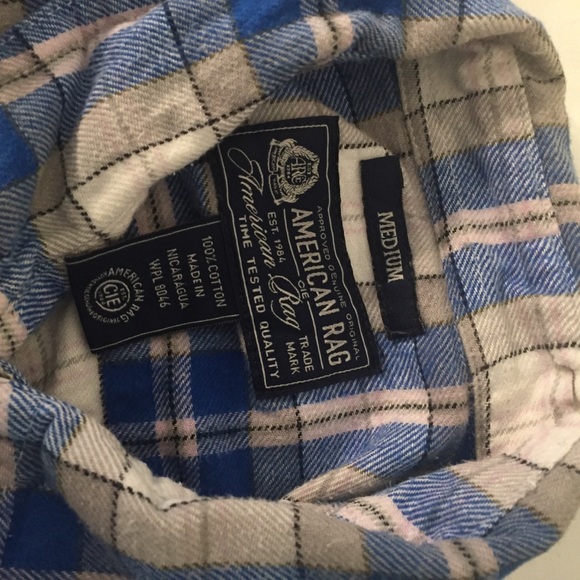 ARC
APPROVED GENUINE ORIGINAL
AMERICAN RAG
CIE
EST. 1984
TRADE MARK
American Rag
TIME TESTED QUALITY
MEDIUM
100% COTTON
MADE IN
NICARAGUA
WPL 8046
AMERICAN RAG
CIE